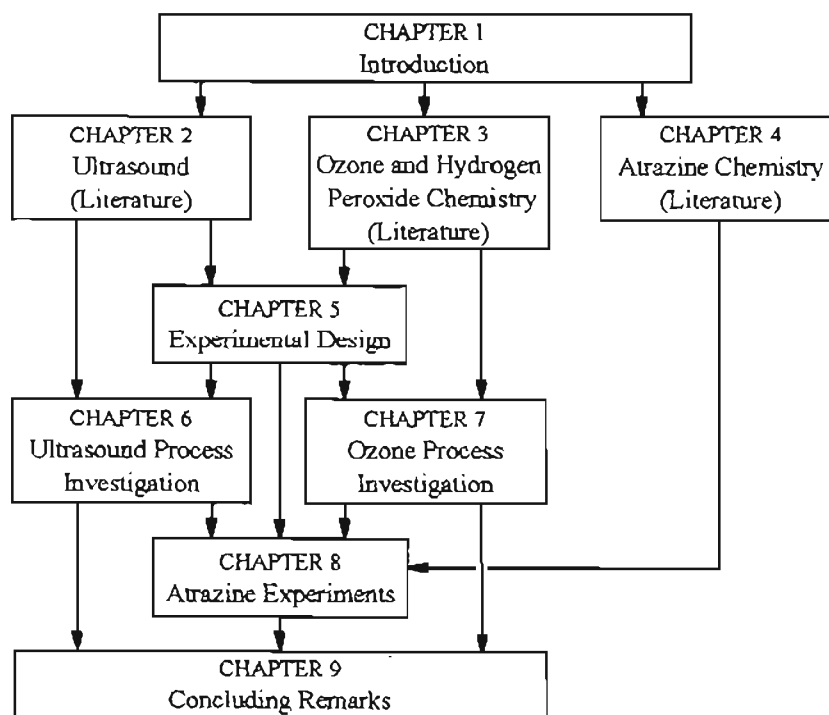 CHAPTER 1
Introduction
CHAPTER 2
Ultrasound
(Literature)
CHAPTER 3
Ozone and Hydrogen
Peroxide Chemistry
(Literature)
CHAPTER 4
Atrazine Chemistry
(Literature)
CHAPTER 5
Experimental Design
CHAPTER 6
Ultrasound Process
Investigation
CHAPTER 7
Ozone Process
Investigation
CHAPTER 8
Atrazine Experiments
CHAPTER 9
Concluding Remarks